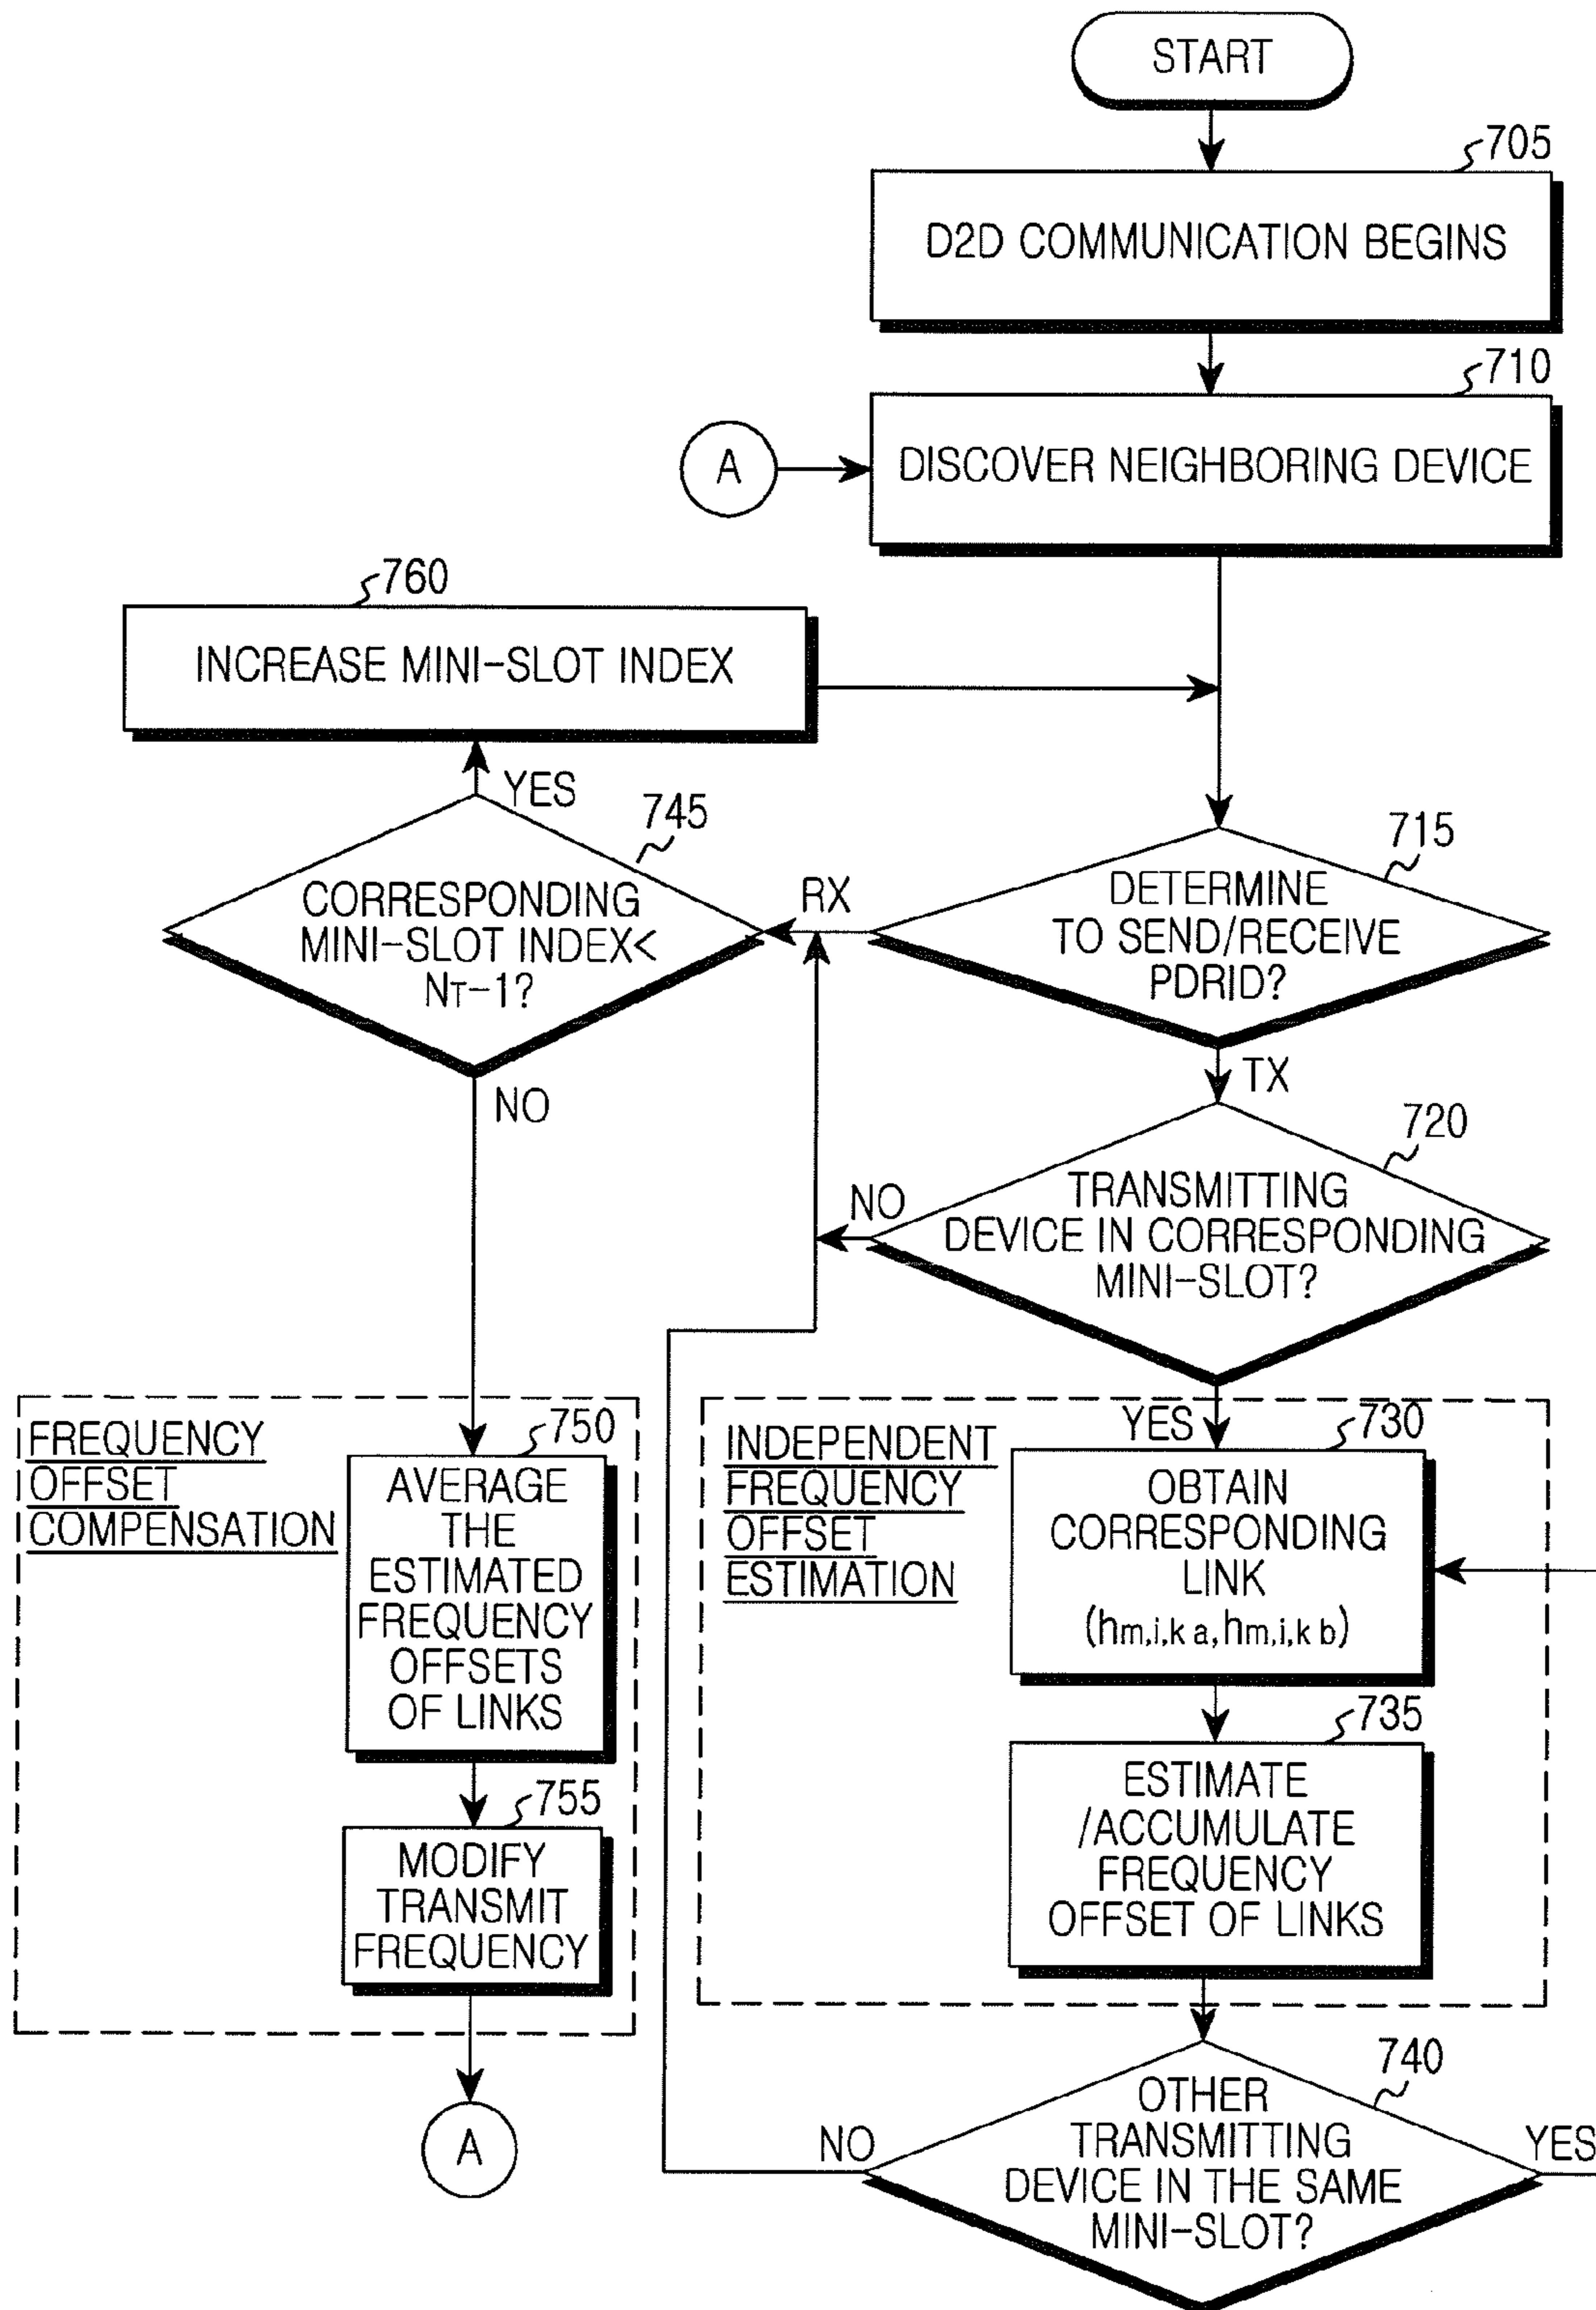 START
705
D2D COMMUNICATION BEGINS
710
DISCOVER NEIGHBORING DEVICE
A
760
INCREASE MINI-SLOT INDEX
YES
745
CORRESPONDING
MINI-SLOT INDEX<
NT-1?
NO
RX
715
DETERMINE
TO SEND/RECEIVE
PDRID?
TX
720
TRANSMITTING
DEVICE IN CORRESPONDING
MINI-SLOT?
NO
YES
FREQUENCY
OFFSET
COMPENSATION
750
AVERAGE
THE
ESTIMATED
FREQUENCY
OFFSETS
OF LINKS
755
MODIFY
TRANSMIT
FREQUENCY
A
INDEPENDENT
FREQUENCY
OFFSET
ESTIMATION
730
OBTAIN
CORRESPONDING
LINK
(hm,i,k a,hm,i,k b)
735
ESTIMATE
/ACCUMULATE
FREQUENCY
OFFSET OF LINKS
740
OTHER
TRANSMITTING
DEVICE IN THE SAME
MINI-SLOT?
NO
YES